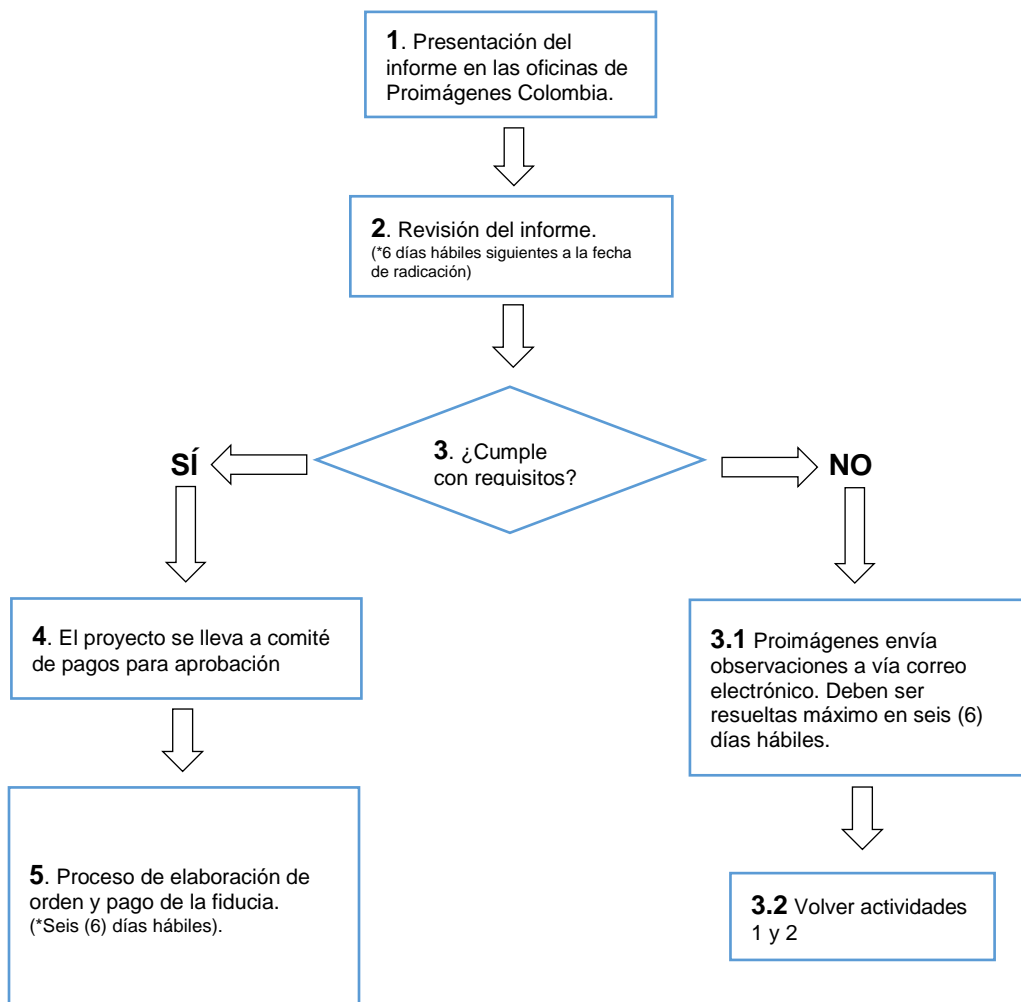 1. Presentación del
informe en las oficinas de
Proimágenes Colombia.
2. Revisión del informe.
(*6 días hábiles siguientes a la fecha
de radicación)
3. ¿Cumple
con requisitos?
SÍ
NO
4. El proyecto se lleva a comité
de pagos para aprobación
3.1 Proimágenes envía
observaciones a vía correo
electrónico. Deben ser
resueltas máximo en seis (6)
días hábiles.
5. Proceso de elaboración de
orden y pago de la fiducia.
(*Seis (6) días hábiles).
3.2 Volver actividades
1 y 2